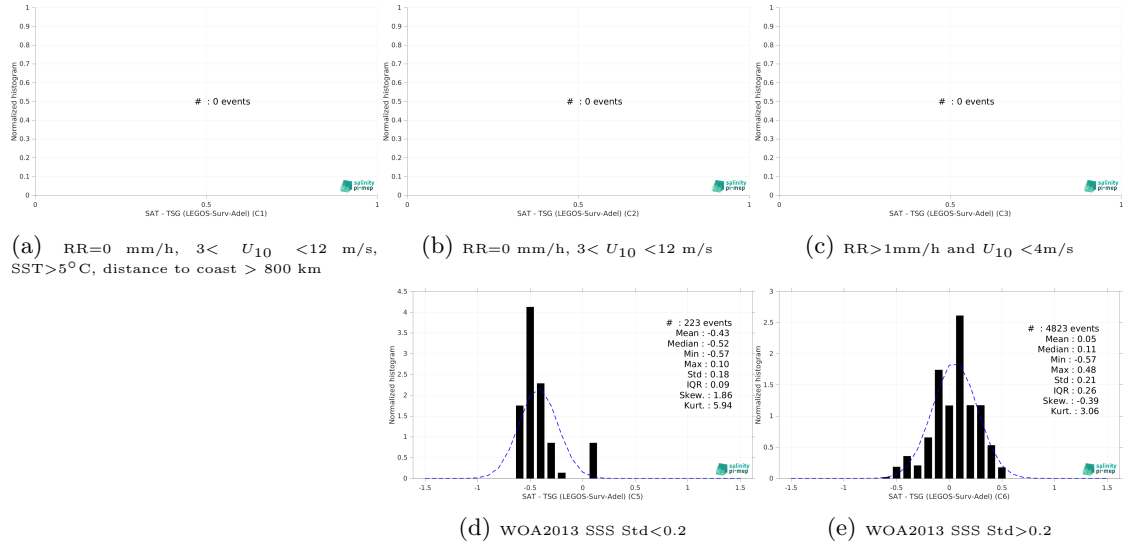 Normalized histogram
1
0.9
0.8
0.7
0.6
0.5
0.4
0.3
0.2
0.1
0
# : 0 events
salinity
pi-mep
0 0.5 1
SAT - TSG (LEGOS-Surv-Adel) (C1)
(a) RR=0 mm/h, 3< U10 <12 m/s,
SST>5°C, distance to coast > 800 km
Normalized histogram
1
0.9
0.8
0.7
0.6
0.5
0.4
0.3
0.2
0.1
0
# : 0 events
salinity
pi-mep
0 0.5 1
SAT - TSG (LEGOS-Surv-Adel) (C2)
(b) RR=0 mm/h, 3< U10 <12 m/s
Normalized histogram
1
0.9
0.8
0.7
0.6
0.5
0.4
0.3
0.2
0.1
0
# : 0 events
salinity
pi-mep
0 0.5 1
SAT - TSG (LEGOS-Surv-Adel) (C3)
(c) RR>1mm/h and U10 <4m/s
Normalized histogram
4.5
4
3.5
3
2.5
2
1.5
1
0.5
0
# : 223 events
Mean : -0.43
Median : -0.52
Min : -0.57
Max : 0.10
Std : 0.18
IQR : 0.09
Skew. : 1.86
Kurt. : 5.94
salinity
pi-mep
-1.5 -1 -0.5 0 0.5 1 1.5
SAT - TSG (LEGOS-Surv-Adel) (C5)
(d) WOA2013 SSS Std<0.2
Normalized histogram
3
2.5
2
1.5
1
0.5
0
# : 4823 events
Mean : 0.05
Median : 0.11
Min : -0.57
Max : 0.48
Std : 0.21
IQR : 0.26
Skew. : -0.39
Kurt. : 3.06
salinity
pi-mep
-1.5 -1 -0.5 0 0.5 1 1.5
SAT - TSG (LEGOS-Surv-Adel) (C6)
(e) WOA2013 SSS Std>0.2